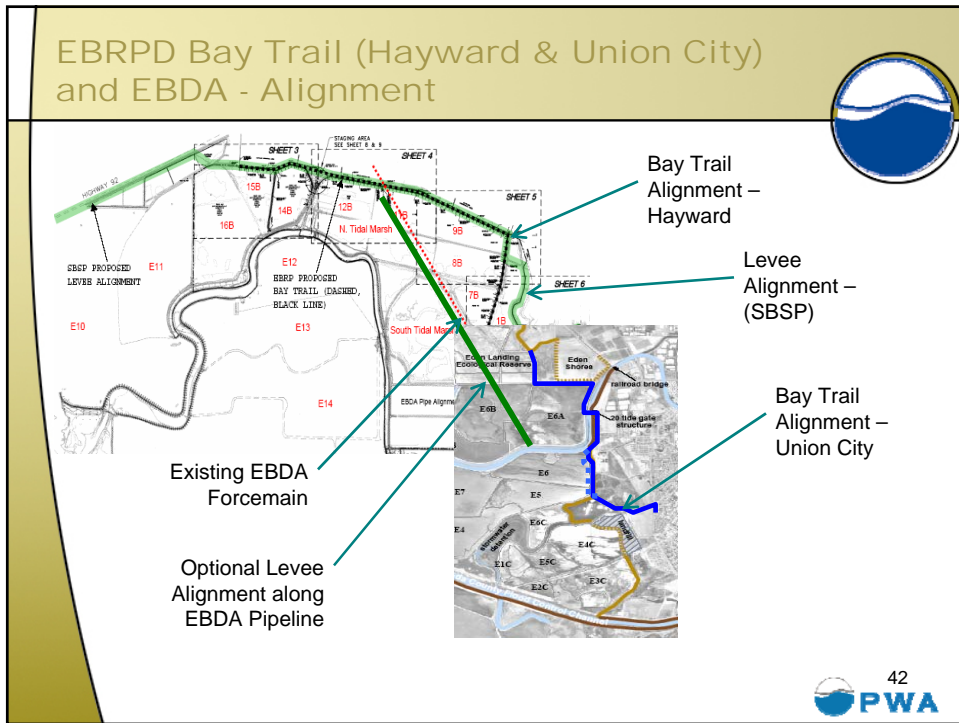 EBRPD Bay Trail (Hayward & Union City)
and EBDA - Alignment
STAGING AREA
SEE SHEET 8 & 9
SHEET 3
SHEET 4
SHEET 5
SHEET 6
HIGHWAY 92
15B
14B
16B
12B
9B
8B
7B
1B
N. Tidal Marsh
E11
E12
SBSP PROPOSED
LEVEE ALIGNMENT
EBRP PROPOSED
BAY TRAIL (DASHED,
BLACK LINE)
E10
E13
E14
South Tidal Marsh
EBDA Pipe Alignme
Eden Landing
Ecological Reserve
Eden
Shores
railroad bridge
20 tide gate
structure
E6B
E6A
E6
E5
E7
E4
E6C
E4C
E5C
E1C
E2C
E3C
stormwater
detention
landfill
Bay Trail
Alignment –
Hayward
Levee
Alignment –
(SBSP)
Bay Trail
Alignment –
Union City
Existing EBDA
Forcemain
Optional Levee
Alignment along
EBDA Pipeline
42
PWA